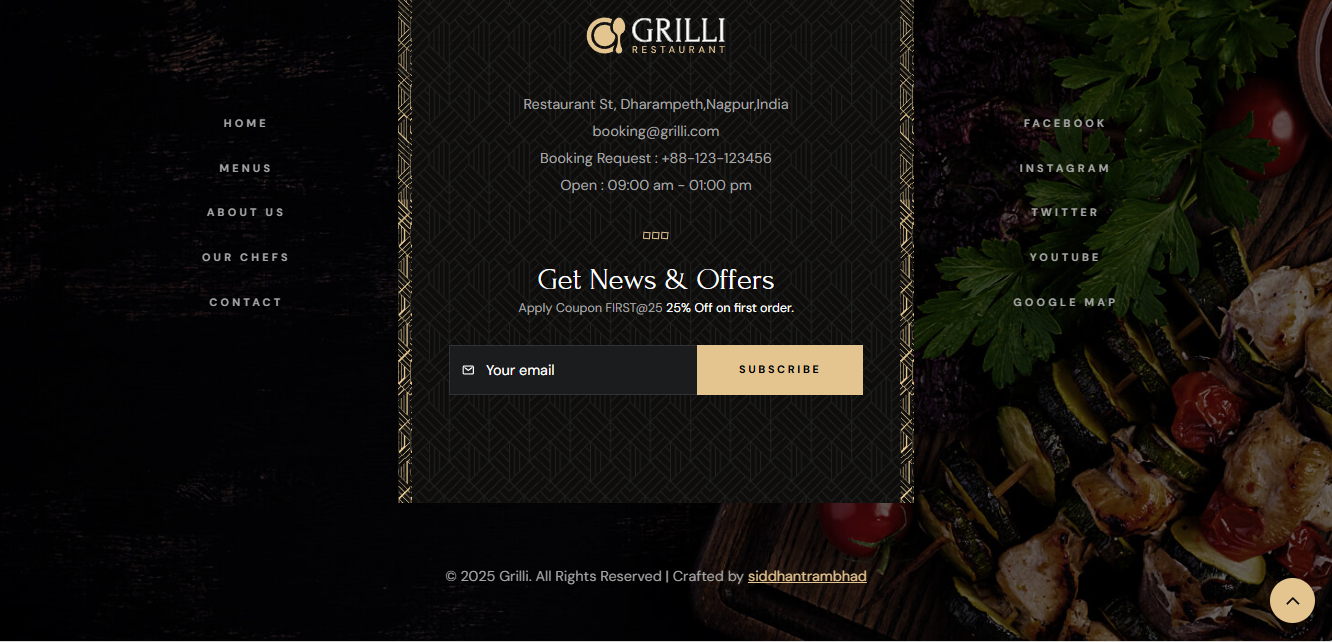 GRILLI
RESTAURANT
HOME
MENUS
ABOUT US
OUR CHEFS
CONTACT
Restaurant St, Dharampeth,Nagpur,India
booking@grilli.com
Booking Request : +88-123-123456
Open : 09:00 am - 01:00 pm
Get News & Offers
Apply Coupon FIRST@25 25% Off on first order.
Your email
SUBSCRIBE
FACEBOOK
INSTAGRAM
TWITTER
YOUTUBE
GOOGLE MAP
© 2025 Grilli. All Rights Reserved | Crafted by siddhantrambhad